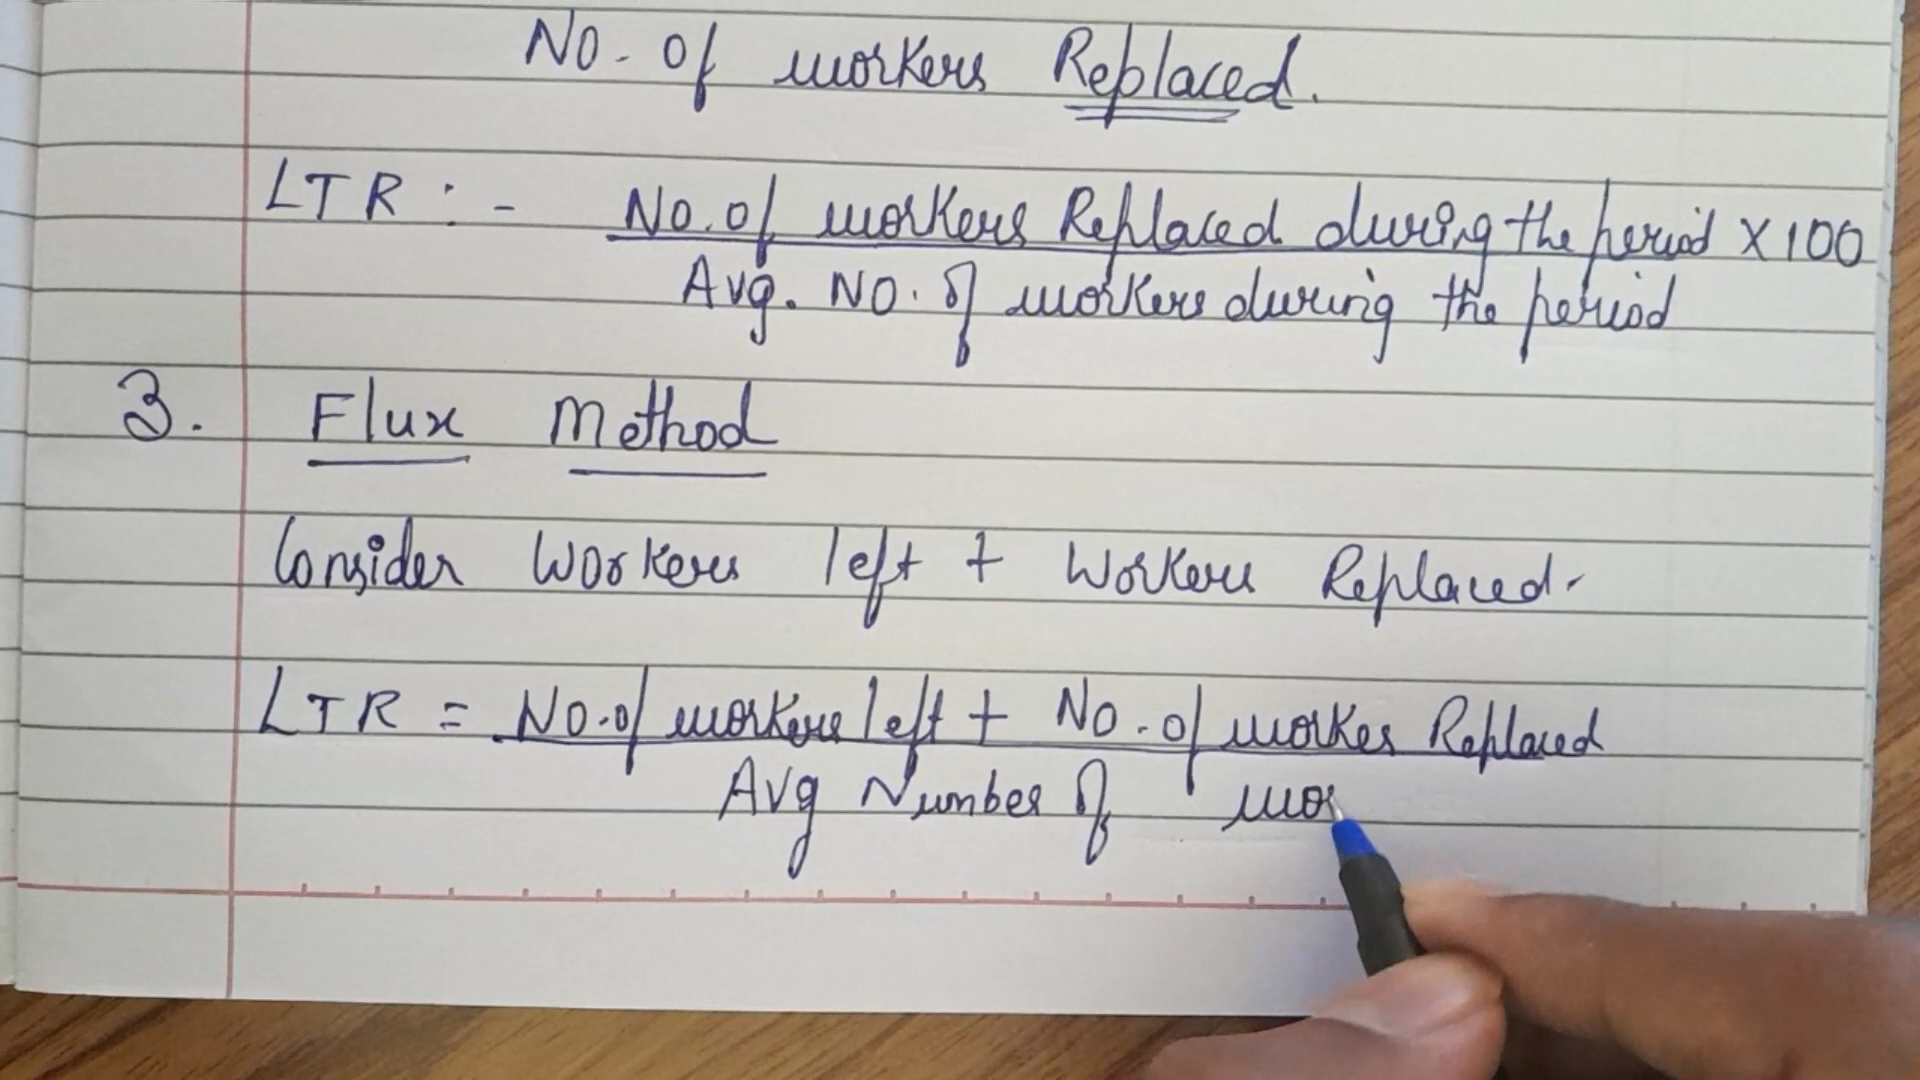 No. of workers Replaced.
LTR :- No. of workers Replaced during the period X 100
Avg. No. of workers during the period
3. Flux Method
Consider Workers left + Workers Replaced.
LTR = No. of workers left + No. of workes Replaced
Avg Number of wor